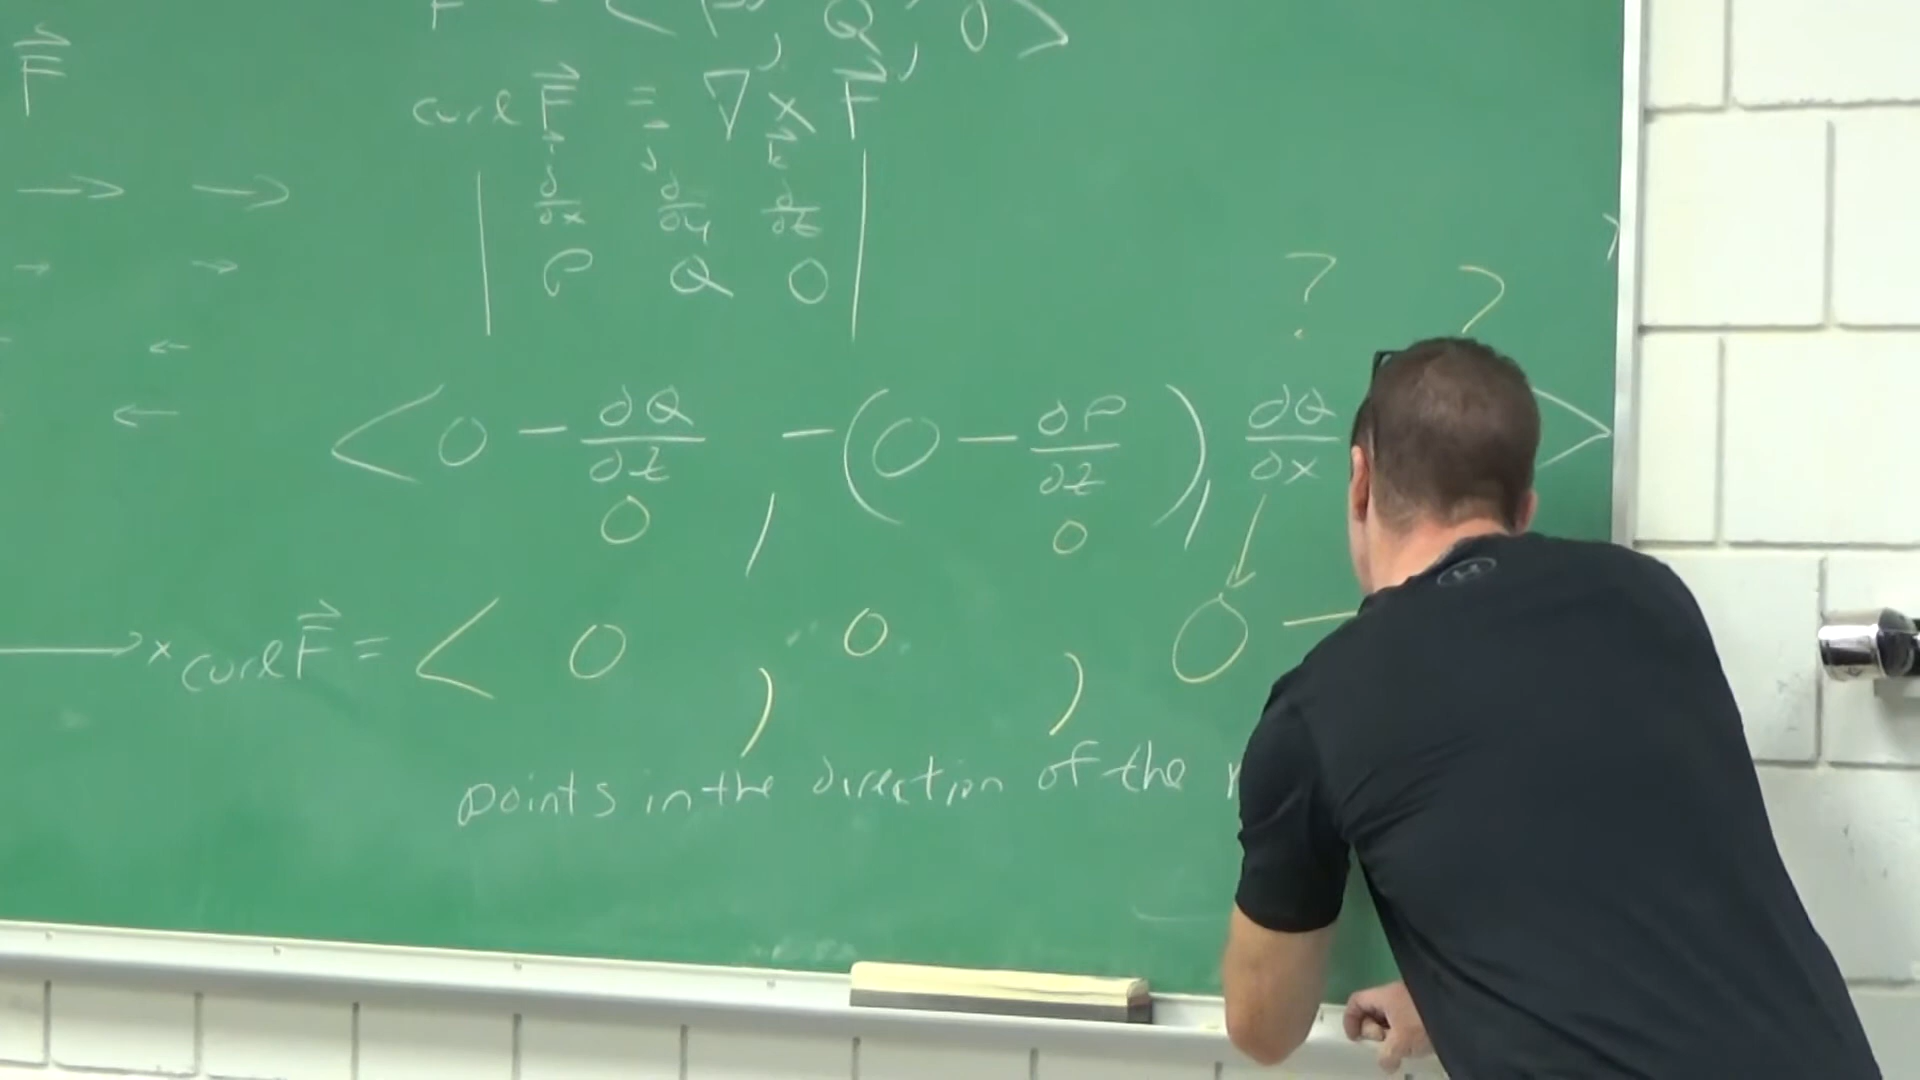 F⃗ = < P, Q, 0 >
F⃗
curl F⃗ = ∇ × F⃗
i⃗ j⃗ k⃗
∂/∂x ∂/∂y ∂/∂z
P Q 0
? ?
< 0 - ∂Q/∂z , - ( 0 - ∂P/∂z ) , ∂Q/∂x >
0 0
x curl F⃗ = < 0 , 0 , 0 -
points in the direction of the